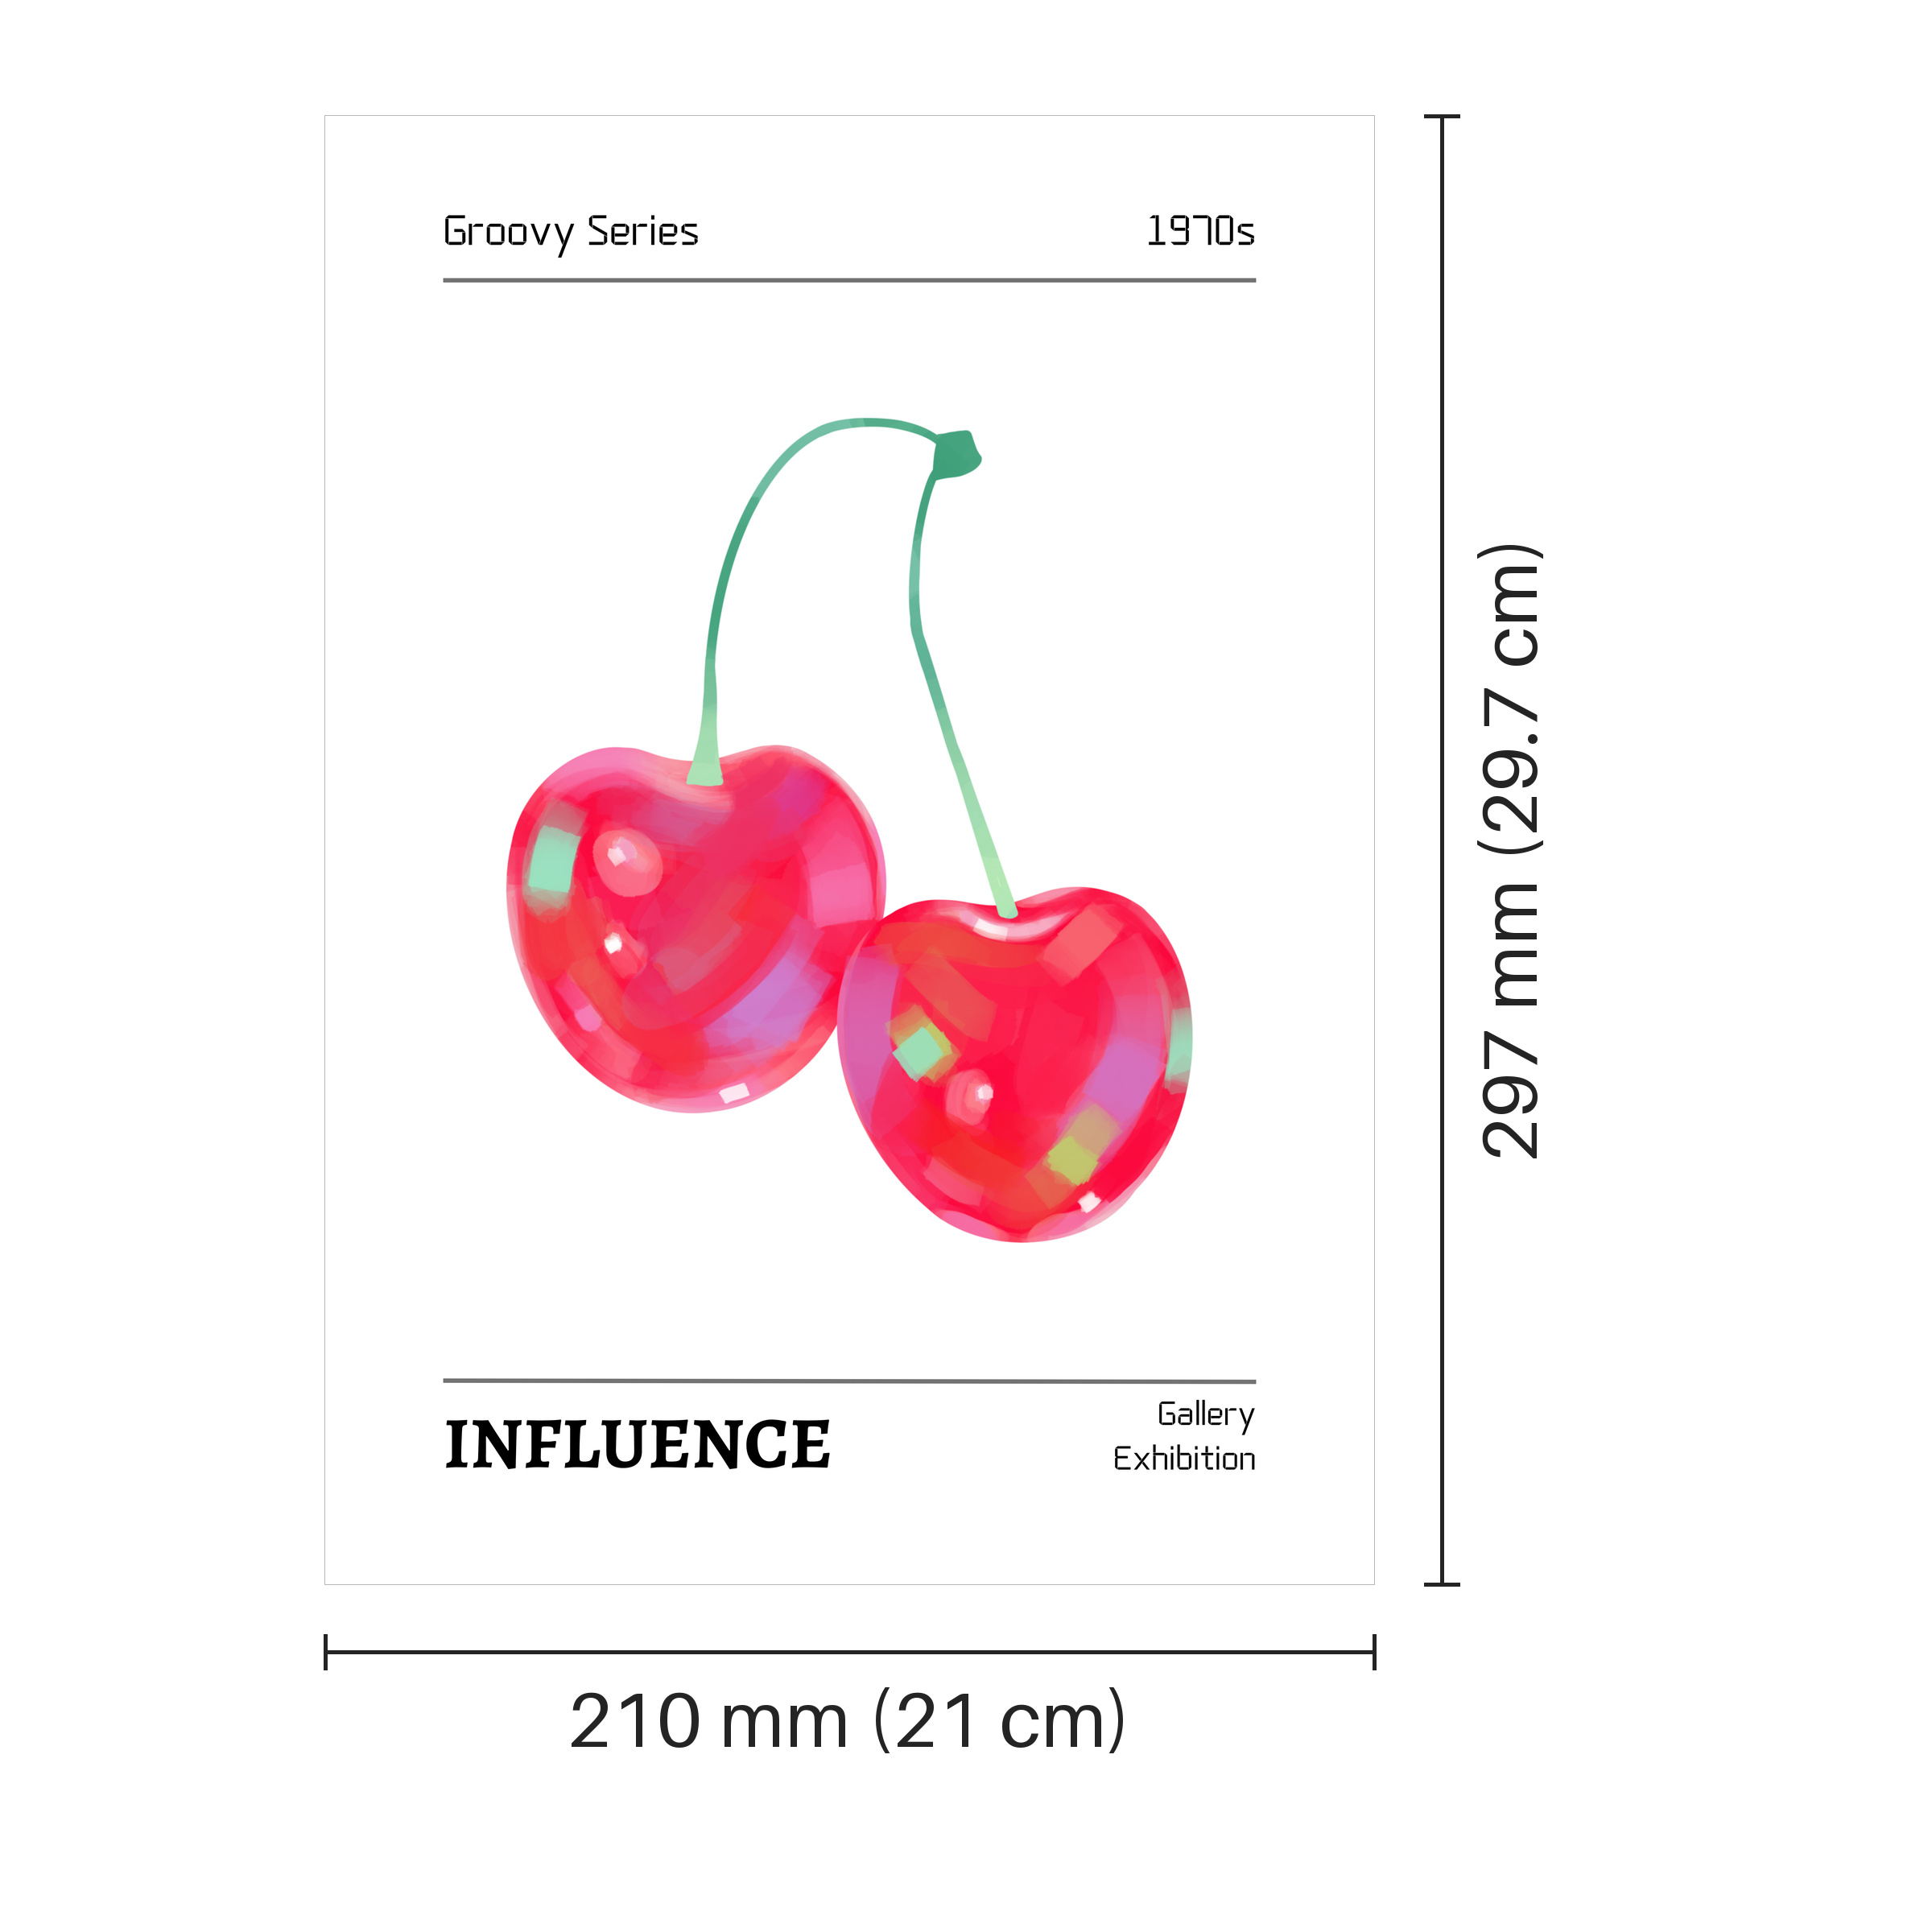 Groovy Series
1970s
INFLUENCE
Gallery
Exhibition
297 mm (29.7 cm)
210 mm (21 cm)